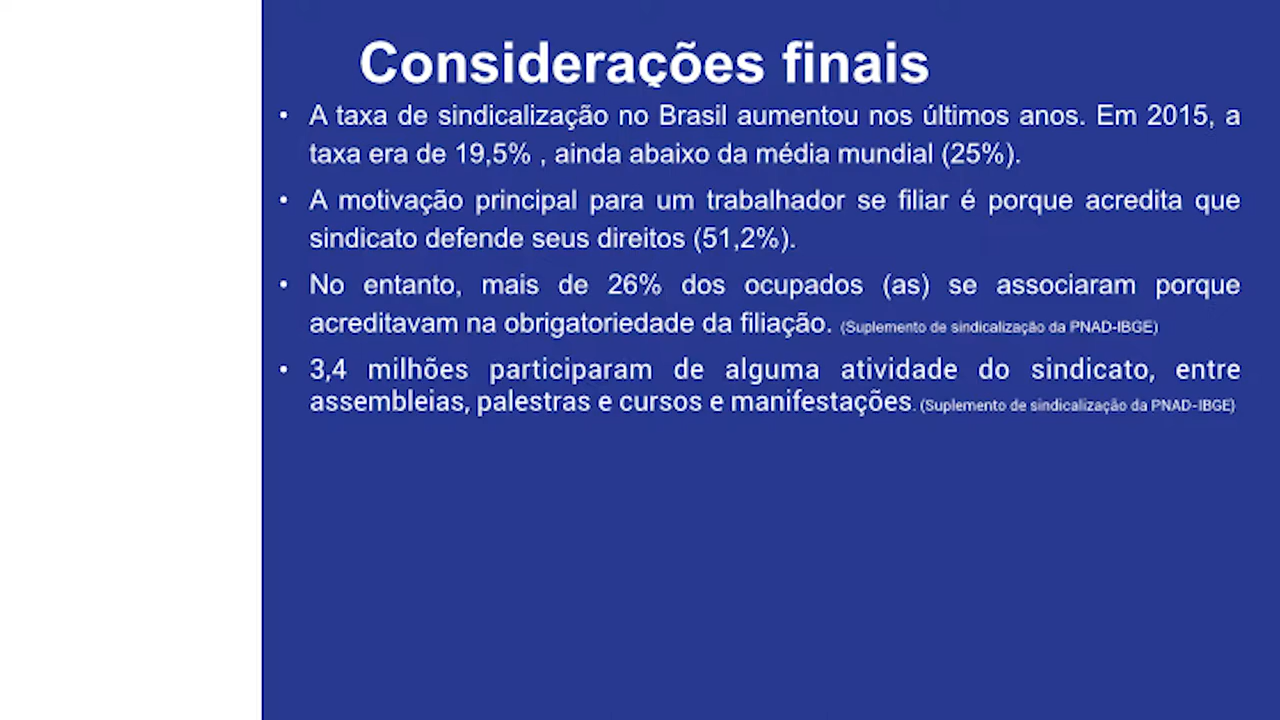 Considerações finais
• A taxa de sindicalização no Brasil aumentou nos últimos anos. Em 2015, a
taxa era de 19,5% , ainda abaixo da média mundial (25%).
• A motivação principal para um trabalhador se filiar é porque acredita que
sindicato defende seus direitos (51,2%).
• No entanto, mais de 26% dos ocupados (as) se associaram porque
acreditavam na obrigatoriedade da filiação. (Suplemento de sindicalização da PNAD-IBGE)
• 3,4 milhões participaram de alguma atividade do sindicato, entre
assembleias, palestras e cursos e manifestações. (Suplemento de sindicalização da PNAD-IBGE)